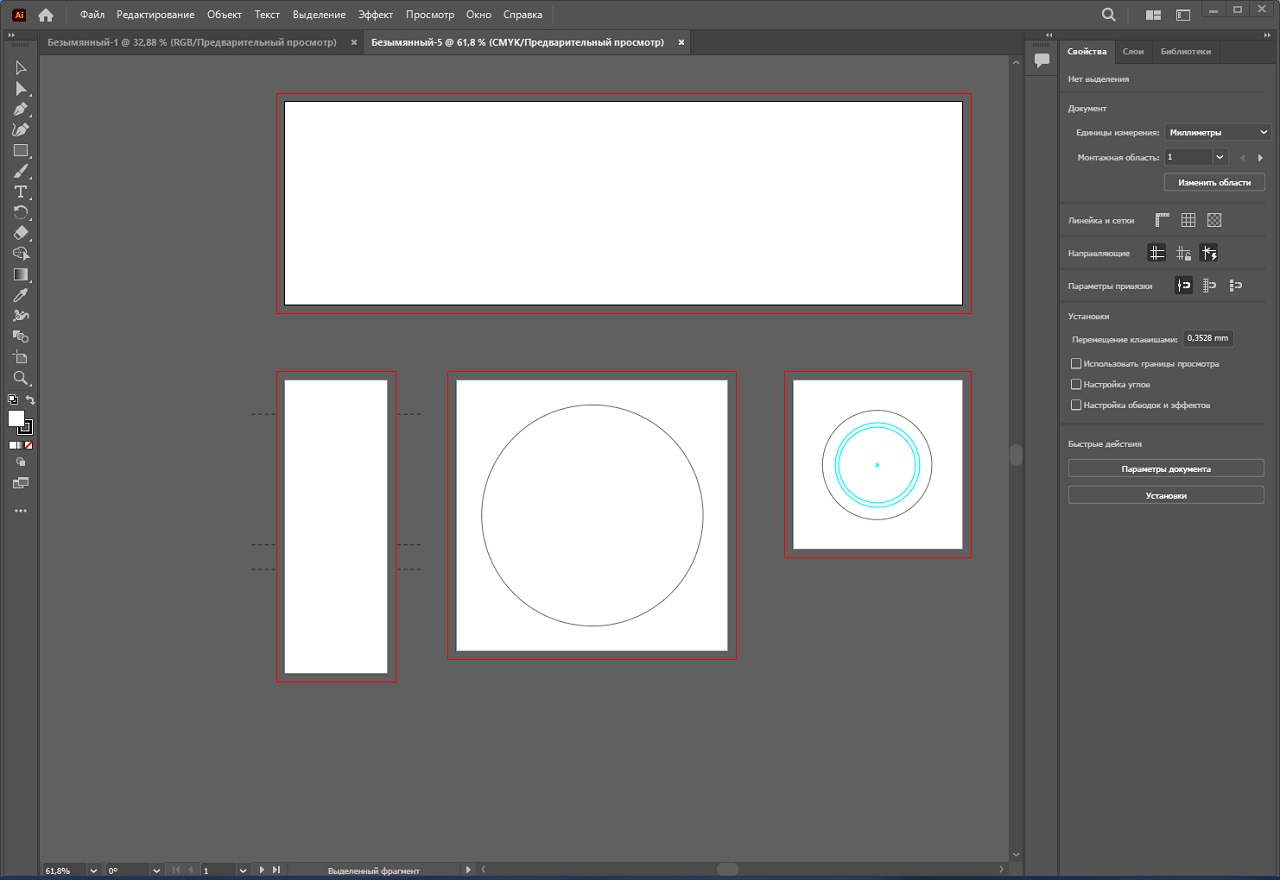 Ai Файл Редактирование Объект Текст Выделение Эффект Просмотр Окно Справка
Безымянный-1 @ 32,88 % (RGB/Предварительный просмотр) × Безымянный-5 @ 61,8 % (CMYK/Предварительный просмотр) ×
Свойства Слои Библиотеки
Нет выделения
Документ
Единицы измерения: Миллиметры
Монтажная область: 1
Изменить области
Линейка и сетки
Направляющие
Параметры привязки
Установки
Перемещение клавишами: 0,3528 mm
Использовать границы просмотра
Настройка углов
Настройка обводок и эффектов
Быстрые действия
Параметры документа
Установки
61,8% 0° 1 Выделенный фрагмент